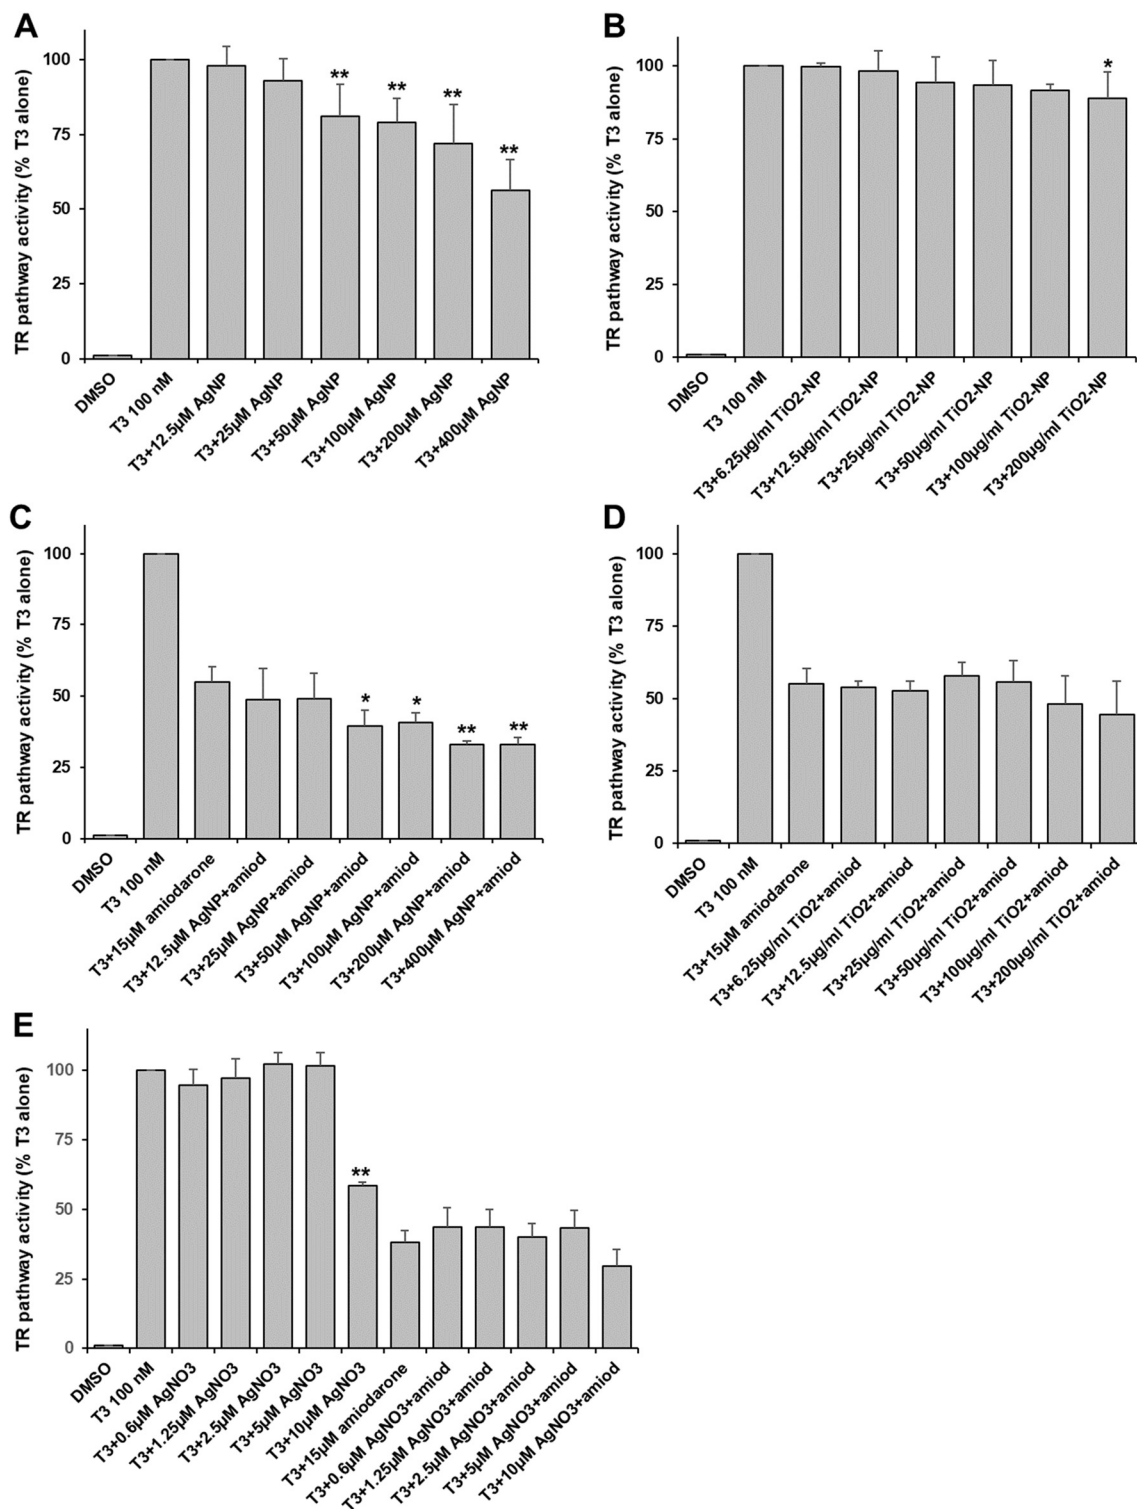 A
TR pathway activity (% T3 alone)
100
75
50
25
0
**
**
**
**
DMSO
T3 100 nM
T3+12.5µM AgNP
T3+25µM AgNP
T3+50µM AgNP
T3+100µM AgNP
T3+200µM AgNP
T3+400µM AgNP
B
TR pathway activity (% T3 alone)
100
75
50
25
0
*
DMSO
T3 100 nM
T3+6.25µg/ml TiO2-NP
T3+12.5µg/ml TiO2-NP
T3+25µg/ml TiO2-NP
T3+50µg/ml TiO2-NP
T3+100µg/ml TiO2-NP
T3+200µg/ml TiO2-NP
C
TR pathway activity (% T3 alone)
100
75
50
25
0
*
*
**
**
DMSO
T3 100 nM
T3+15µM amiodarone
T3+12.5µM AgNP+amiod
T3+25µM AgNP+amiod
T3+50µM AgNP+amiod
T3+100µM AgNP+amiod
T3+200µM AgNP+amiod
T3+400µM AgNP+amiod
D
TR pathway activity (% T3 alone)
100
75
50
25
0
DMSO
T3 100 nM
T3+15µM amiodarone
T3+6.25µg/ml TiO2+amiod
T3+12.5µg/ml TiO2+amiod
T3+25µg/ml TiO2+amiod
T3+50µg/ml TiO2+amiod
T3+100µg/ml TiO2+amiod
T3+200µg/ml TiO2+amiod
E
TR pathway activity (% T3 alone)
100
75
50
25
0
**
DMSO
T3 100 nM
T3+0.6µM AgNO3
T3+1.25µM AgNO3
T3+2.5µM AgNO3
T3+5µM AgNO3
T3+10µM AgNO3
T3+15µM amiodarone
T3+0.6µM AgNO3+amiod
T3+1.25µM AgNO3+amiod
T3+2.5µM AgNO3+amiod
T3+5µM AgNO3+amiod
T3+10µM AgNO3+amiod